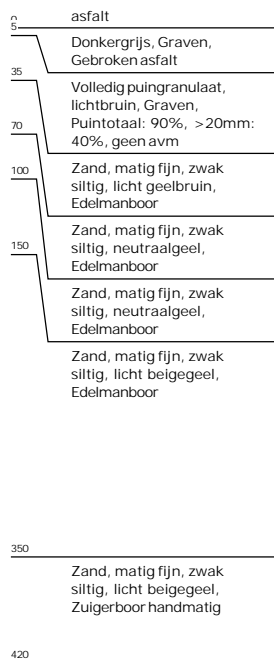 0
asfalt
5
Donkergrijs, Graven,
Gebroken asfalt
35
Volledig puingranulaat,
lichtbruin, Graven,
Puintotaal: 90%, >20mm:
40%, geen avm
70
Zand, matig fijn, zwak
siltig, licht geelbruin,
Edelmanboor
100
Zand, matig fijn, zwak
siltig, neutraalgeel,
Edelmanboor
Zand, matig fijn, zwak
siltig, neutraalgeel,
Edelmanboor
150
Zand, matig fijn, zwak
siltig, licht beigegeel,
Edelmanboor
350
Zand, matig fijn, zwak
siltig, licht beigegeel,
Zuigerboor handmatig
420